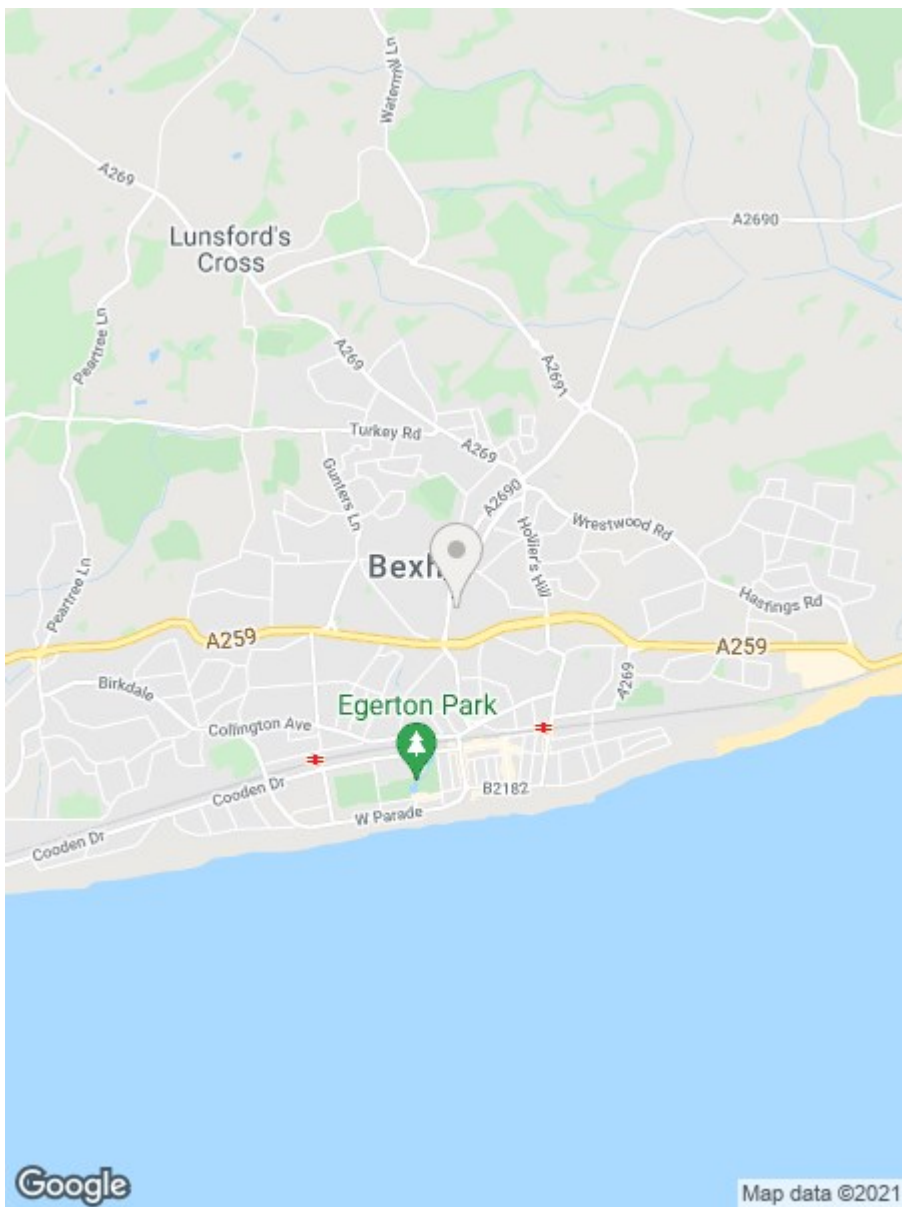 Watermill Ln
A269
A2690
Lunsford's
Cross
Peartree Ln
A269
A2691
Turkey Rd
A269
Gunters Ln
A2690
Wrestwood Rd
Hollier's Hill
Bexh
Peartree Ln
Hastings Rd
A259
A259
Birkdale
A269
Egerton Park
Collington Ave
Cooden Dr
B2182
W Parade
Cooden Dr
Google
Map data ©2021